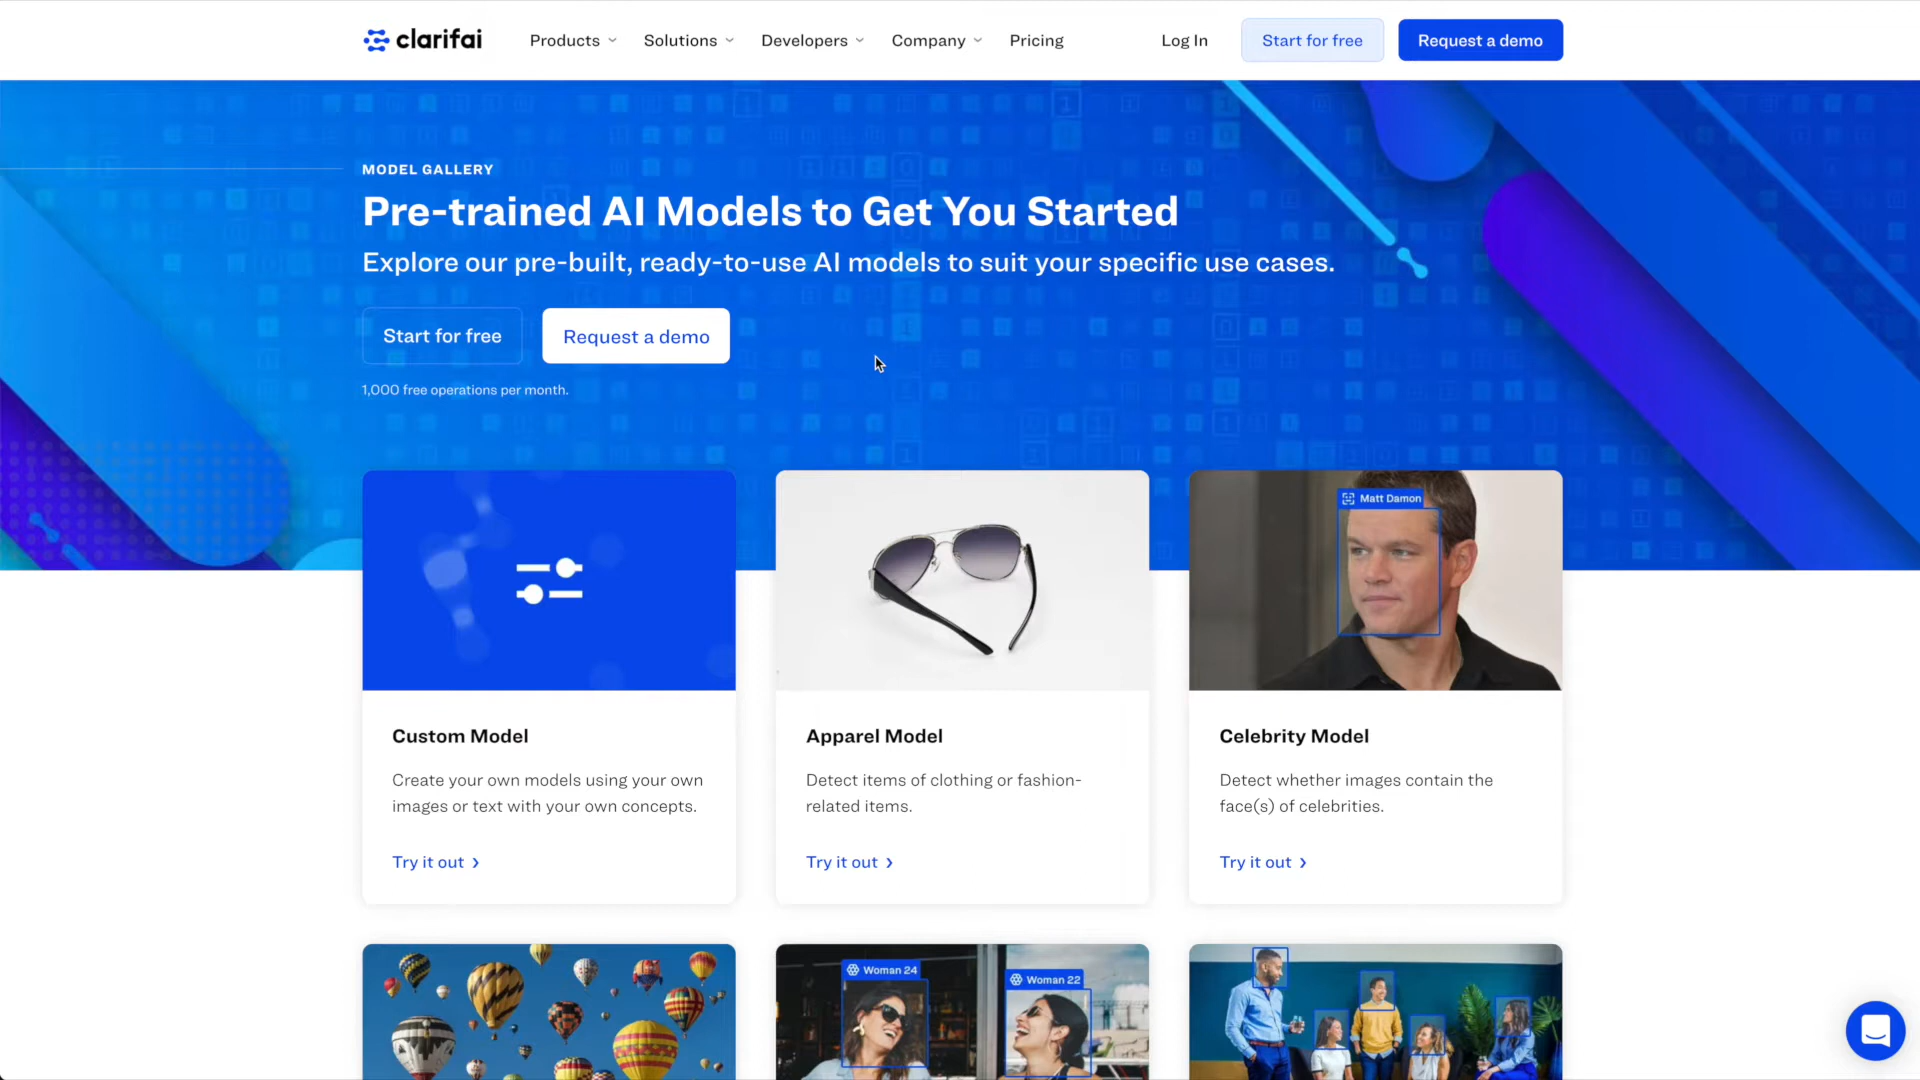 clarifai
Products
Solutions
Developers
Company
Pricing
Log In
Start for free
Request a demo
MODEL GALLERY
Pre-trained AI Models to Get You Started
Explore our pre-built, ready-to-use AI models to suit your specific use cases.
Start for free
Request a demo
1,000 free operations per month.
Matt Damon
Custom Model
Create your own models using your own
images or text with your own concepts.
Try it out
Apparel Model
Detect items of clothing or fashion-
related items.
Try it out
Celebrity Model
Detect whether images contain the
face(s) of celebrities.
Try it out
Woman 24
Woman 22